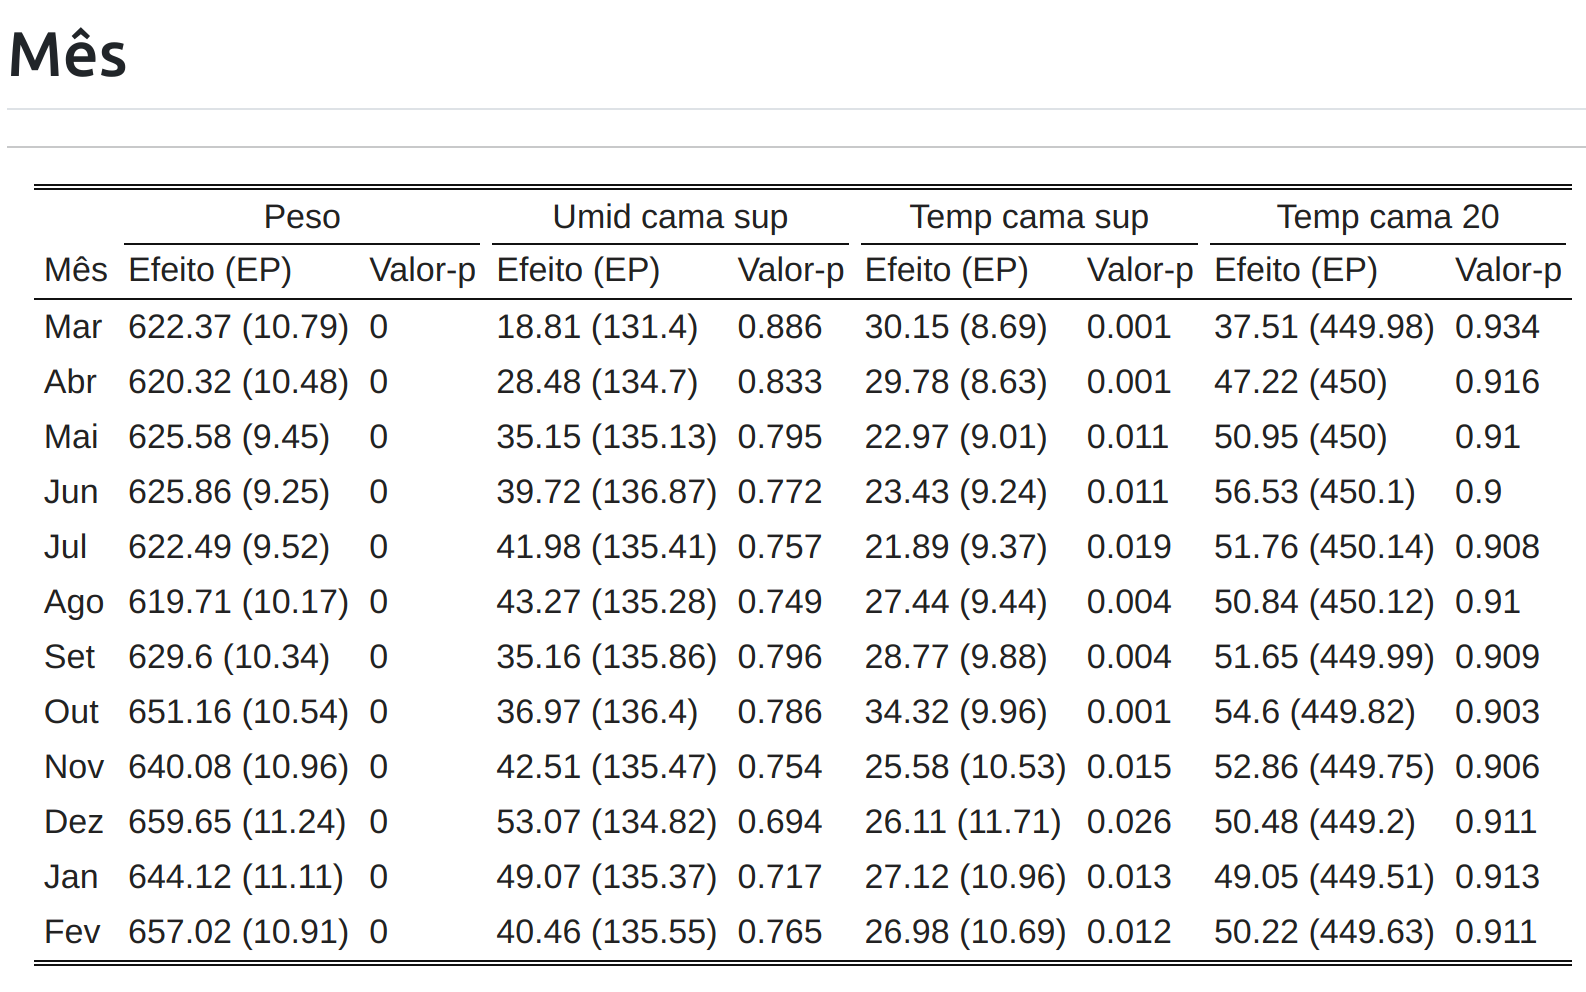 Mês
Peso Umid cama sup Temp cama sup Temp cama 20
Mês Efeito (EP) Valor-p Efeito (EP) Valor-p Efeito (EP) Valor-p Efeito (EP) Valor-p
Mar 622.37 (10.79) 0 18.81 (131.4) 0.886 30.15 (8.69) 0.001 37.51 (449.98) 0.934
Abr 620.32 (10.48) 0 28.48 (134.7) 0.833 29.78 (8.63) 0.001 47.22 (450) 0.916
Mai 625.58 (9.45) 0 35.15 (135.13) 0.795 22.97 (9.01) 0.011 50.95 (450) 0.91
Jun 625.86 (9.25) 0 39.72 (136.87) 0.772 23.43 (9.24) 0.011 56.53 (450.1) 0.9
Jul 622.49 (9.52) 0 41.98 (135.41) 0.757 21.89 (9.37) 0.019 51.76 (450.14) 0.908
Ago 619.71 (10.17) 0 43.27 (135.28) 0.749 27.44 (9.44) 0.004 50.84 (450.12) 0.91
Set 629.6 (10.34) 0 35.16 (135.86) 0.796 28.77 (9.88) 0.004 51.65 (449.99) 0.909
Out 651.16 (10.54) 0 36.97 (136.4) 0.786 34.32 (9.96) 0.001 54.6 (449.82) 0.903
Nov 640.08 (10.96) 0 42.51 (135.47) 0.754 25.58 (10.53) 0.015 52.86 (449.75) 0.906
Dez 659.65 (11.24) 0 53.07 (134.82) 0.694 26.11 (11.71) 0.026 50.48 (449.2) 0.911
Jan 644.12 (11.11) 0 49.07 (135.37) 0.717 27.12 (10.96) 0.013 49.05 (449.51) 0.913
Fev 657.02 (10.91) 0 40.46 (135.55) 0.765 26.98 (10.69) 0.012 50.22 (449.63) 0.911